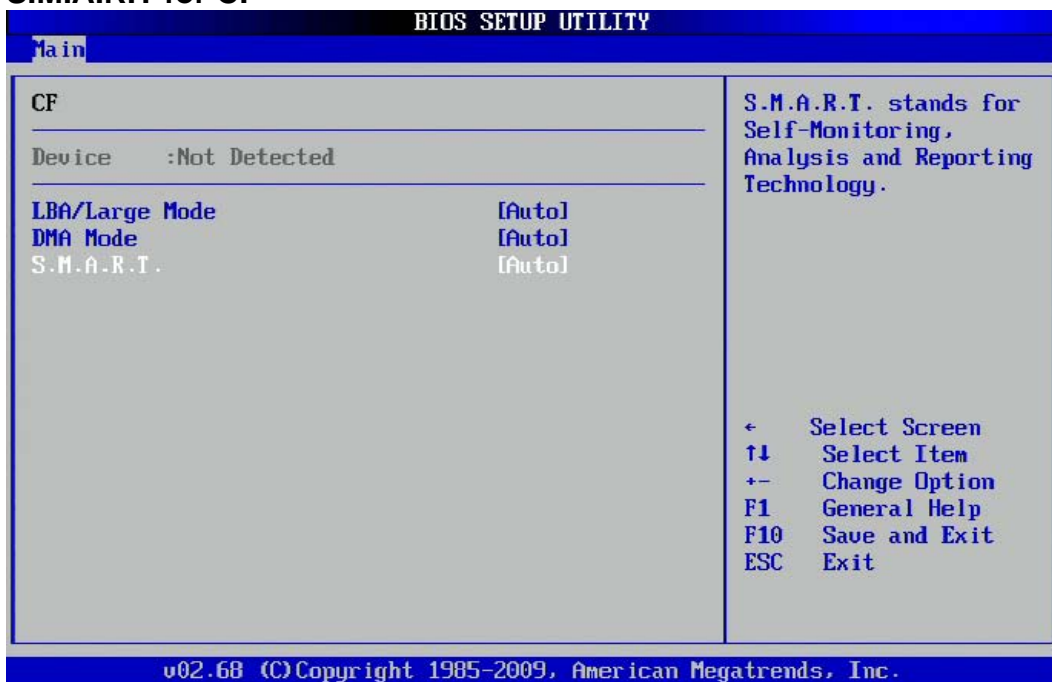 S.M.A.R.T. for CF
BIOS SETUP UTILITY
Main
CF
Device :Not Detected
LBA/Large Mode [Auto]
DMA Mode [Auto]
S.M.A.R.T. [Auto]
S.M.A.R.T. stands for
Self-Monitoring,
Analysis and Reporting
Technology.
← Select Screen
↑↓ Select Item
+- Change Option
F1 General Help
F10 Save and Exit
ESC Exit
v02.68 (C)Copyright 1985-2009, American Megatrends, Inc.